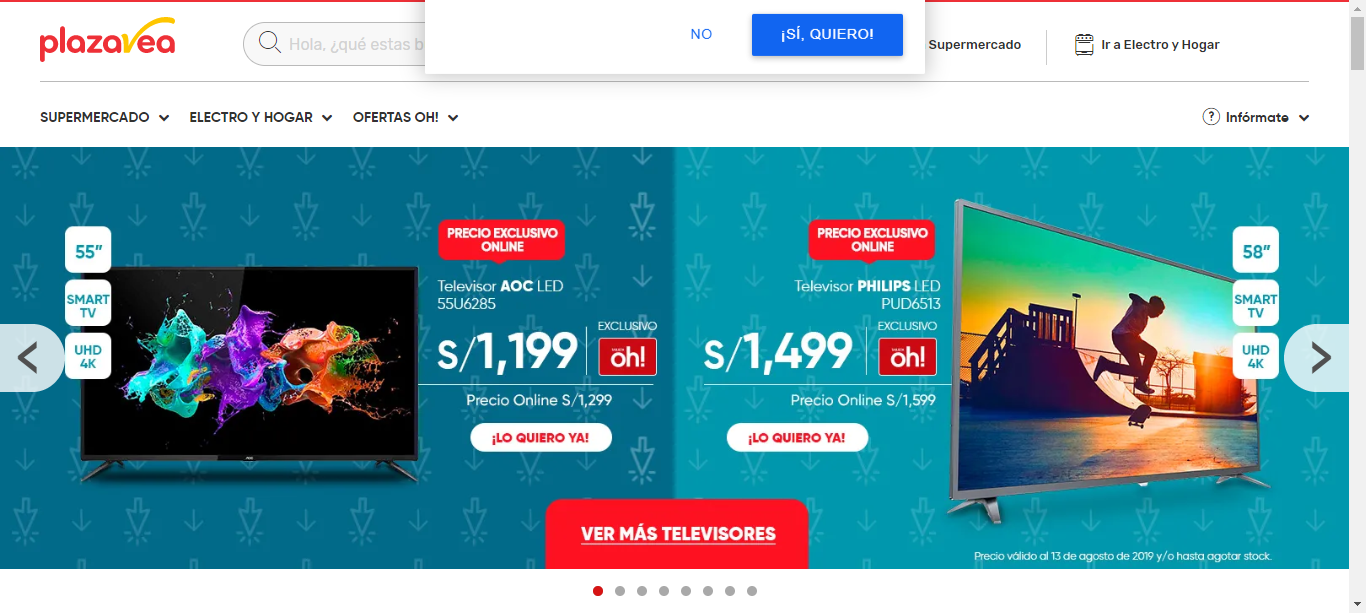 plazavea
Hola, ¿qué estas b
NO
¡SÍ, QUIERO!
Supermercado
Ir a Electro y Hogar
SUPERMERCADO
ELECTRO Y HOGAR
OFERTAS OH!
? Infórmate
55”
SMART
TV
UHD
4K
PRECIO EXCLUSIVO
ONLINE
Televisor AOC LED
55U6285
S/1,199
EXCLUSIVO
oh!
Precio Online S/1,299
¡LO QUIERO YA!
PRECIO EXCLUSIVO
ONLINE
Televisor PHILIPS LED
PUD6513
S/1,499
EXCLUSIVO
oh!
Precio Online S/1,599
¡LO QUIERO YA!
58”
SMART
TV
UHD
4K
VER MÁS TELEVISORES
Precio válido al 13 de agosto de 2019 y/o hasta agotar stock.